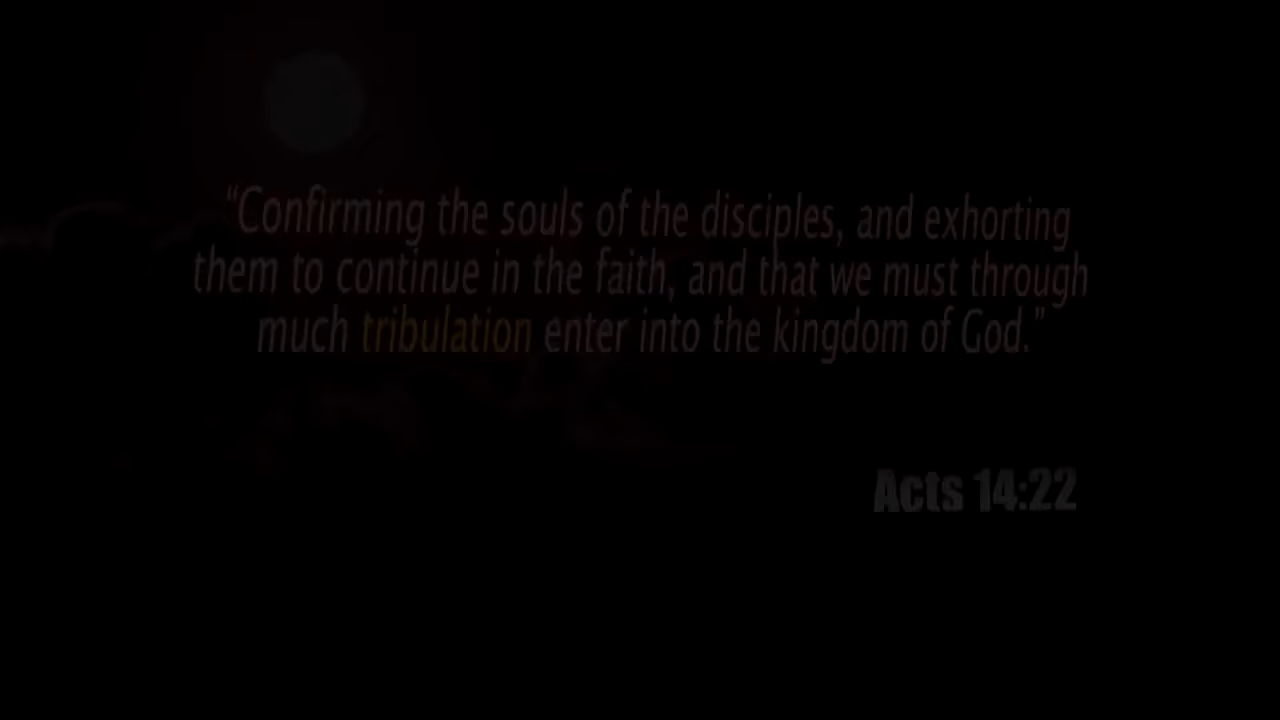 "Confirming the souls of the disciples, and exhorting
them to continue in the faith, and that we must through
much tribulation enter into the kingdom of God."
Acts 14:22